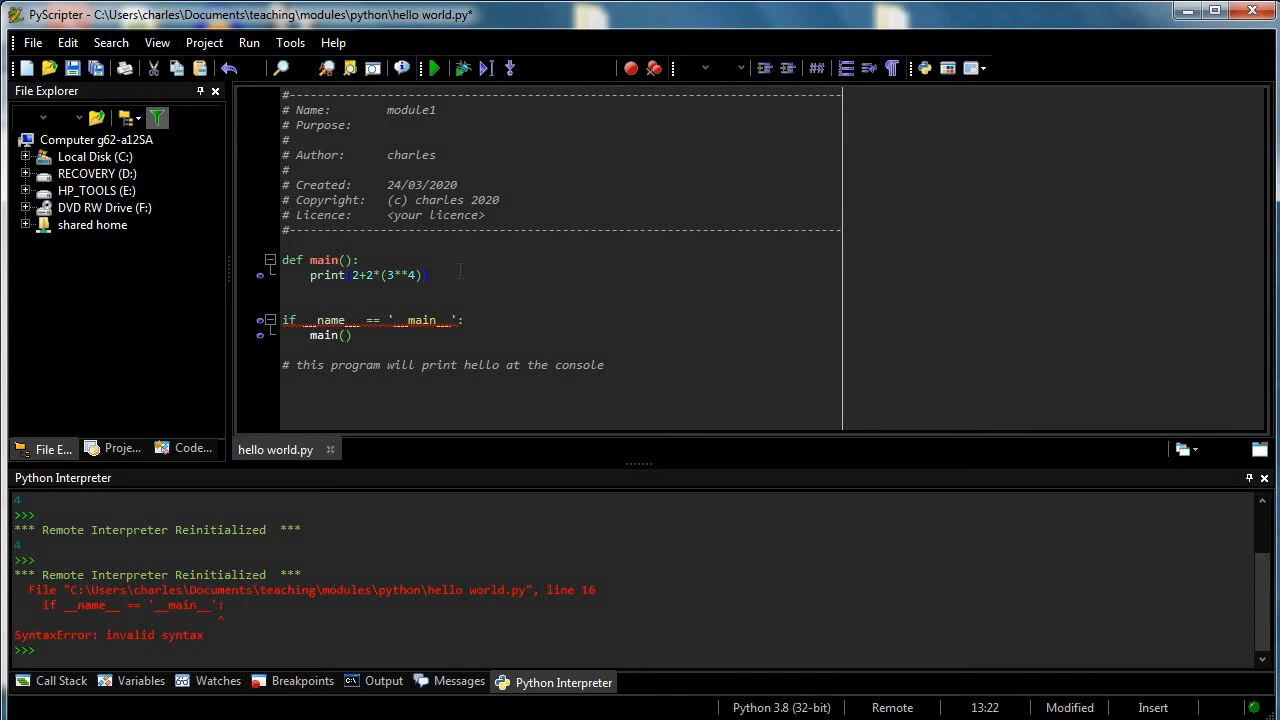 PyScripter - C:\Users\charles\Documents\teaching\modules\python\hello world.py*
File Edit Search View Project Run Tools Help
File Explorer
Computer g62-a12SA
Local Disk (C:)
RECOVERY (D:)
HP_TOOLS (E:)
DVD RW Drive (F:)
shared home
#-------------------------------------------------------------------------------
# Name:        module1
# Purpose:
#
# Author:      charles
#
# Created:     24/03/2020
# Copyright:   (c) charles 2020
# Licence:     <your licence>
#-------------------------------------------------------------------------------
def main():
    print(2+2*(3**4))
if __name__ == '__main__':
    main()
# this program will print hello at the console
File E... Proje... Code...
hello world.py
Python Interpreter
4
>>>
*** Remote Interpreter Reinitialized  ***
4
>>>
*** Remote Interpreter Reinitialized  ***
  File "C:\Users\charles\Documents\teaching\modules\python\hello world.py", line 16
    if __name__ == '__main__':
                             ^
SyntaxError: invalid syntax
>>>
Call Stack Variables Watches Breakpoints Output Messages Python Interpreter
Python 3.8 (32-bit) Remote 13:22 Modified Insert